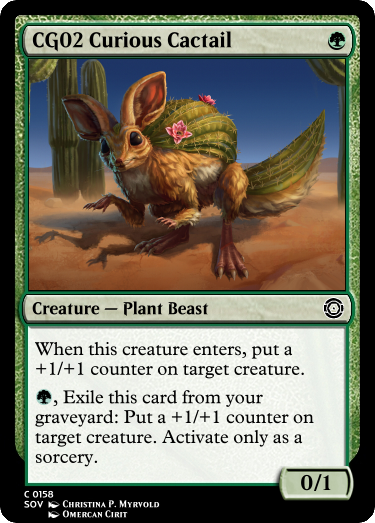 CG02 Curious Cactail
Creature — Plant Beast
When this creature enters, put a
+1/+1 counter on target creature.
, Exile this card from your
graveyard: Put a +1/+1 counter on
target creature. Activate only as a
sorcery.
0/1
C 0158
SOV Christina P. Myrvold
Omercan Cirit